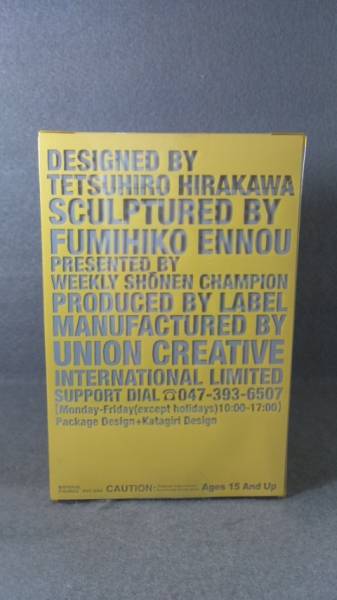 DESIGNED BY
TETSUHIRO HIRAKAWA
SCULPTURED BY
FUMIHIKO ENNOU
PRESENTED BY
WEEKLY SHŌNEN CHAMPION
PRODUCED BY LABEL
MANUFACTURED BY
UNION CREATIVE
INTERNATIONAL LIMITED
SUPPORT DIAL☎047-393-6507
[Monday-Friday(except holidays)10:00-17:00]
Package Design+Katagiri Design
CAUTION Ages 15 And Up